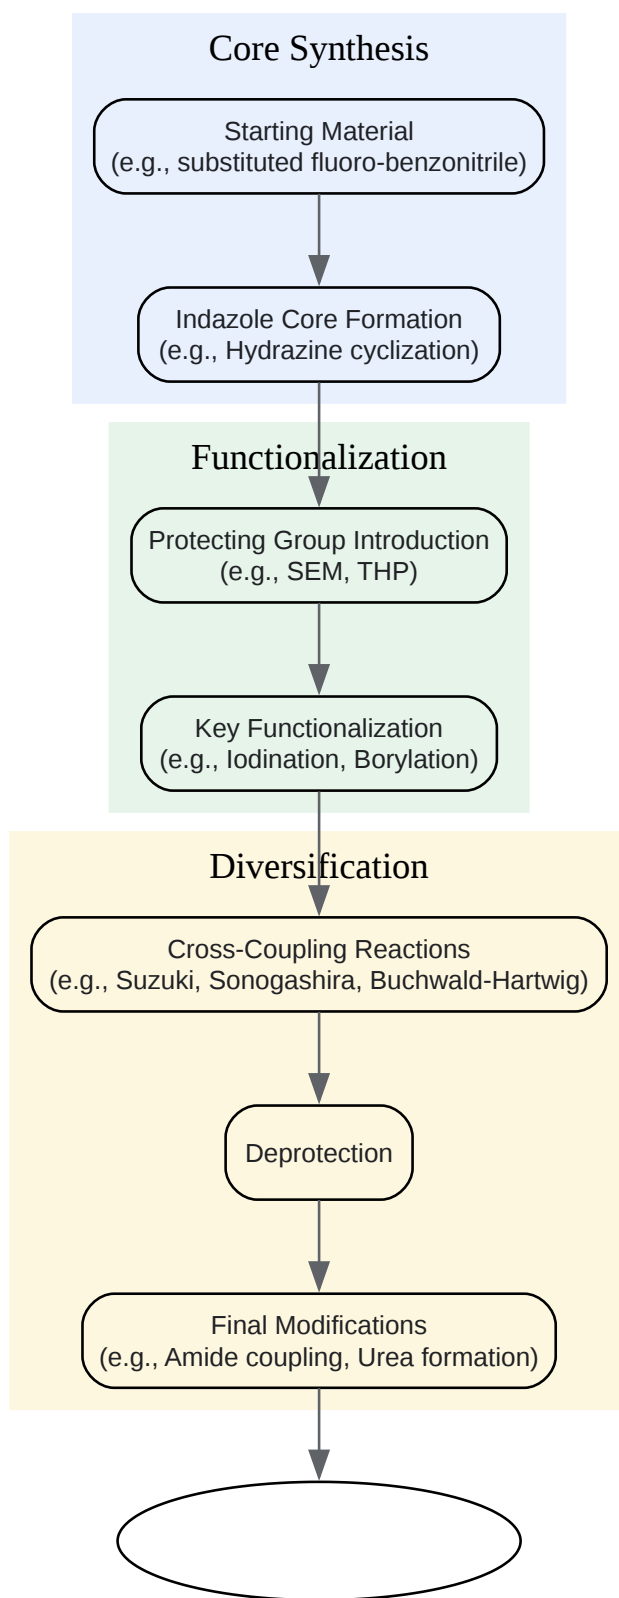 Core Synthesis
Starting Material
(e.g., substituted fluoro-benzonitrile)
Indazole Core Formation
(e.g., Hydrazine cyclization)
Functionalization
Protecting Group Introduction
(e.g., SEM, THP)
Key Functionalization
(e.g., Iodination, Borylation)
Diversification
Cross-Coupling Reactions
(e.g., Suzuki, Sonogashira, Buchwald-Hartwig)
Deprotection
Final Modifications
(e.g., Amide coupling, Urea formation)